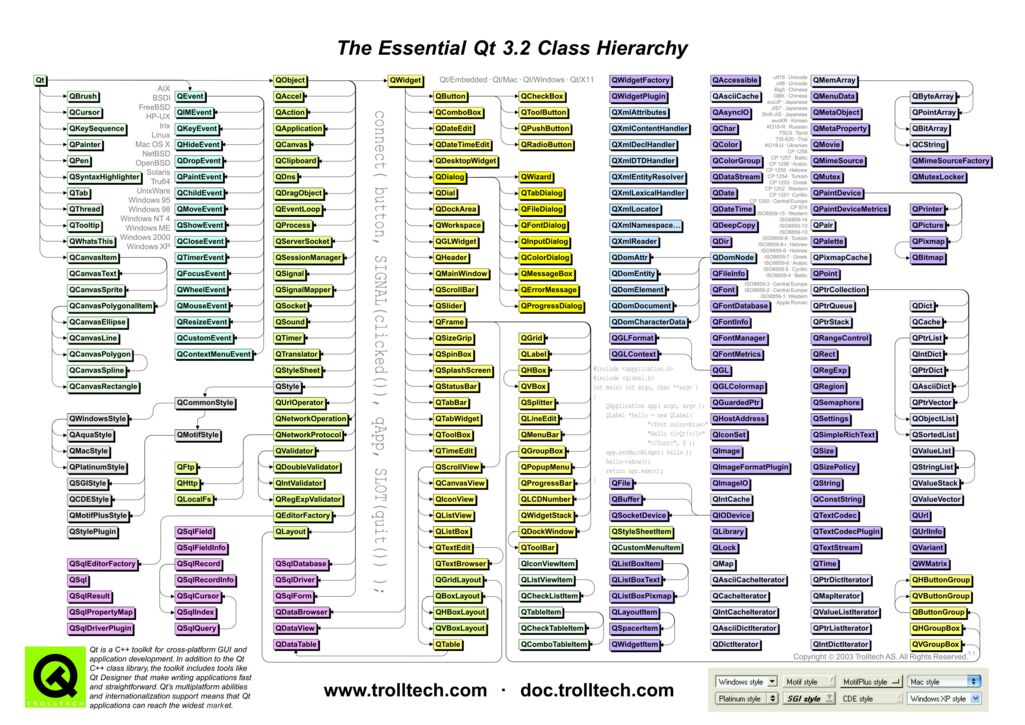 The Essential Qt 3.2 Class Hierarchy
Qt
QBrush
QCursor
QKeySequence
QPainter
QPen
QSyntaxHighlighter
QTab
QThread
QTooltip
QWhatsThis
QCanvasItem
QCanvasText
QCanvasSprite
QCanvasPolygonalItem
QCanvasEllipse
QCanvasLine
QCanvasPolygon
QCanvasSpline
QCanvasRectangle
QWindowsStyle
QAquaStyle
QMacStyle
QPlatinumStyle
QSGIStyle
QCDEStyle
QMotifPlusStyle
QStylePlugin
QSqlEditorFactory
QSql
QSqlResult
QSqlPropertyMap
QSqlDriverPlugin
AIX
BSDi
FreeBSD
HP-UX
Irix
Linux
Mac OS X
NetBSD
OpenBSD
Solaris
Tru64
UnixWare
Windows 95
Windows 98
Windows NT 4
Windows ME
Windows 2000
Windows XP
QEvent
QIMEvent
QKeyEvent
QHideEvent
QDropEvent
QPaintEvent
QChildEvent
QMoveEvent
QShowEvent
QCloseEvent
QTimerEvent
QFocusEvent
QWheelEvent
QMouseEvent
QResizeEvent
QCustomEvent
QContextMenuEvent
QCommonStyle
QMotifStyle
QFtp
QHttp
QLocalFs
QSqlField
QSqlFieldInfo
QSqlRecord
QSqlRecordInfo
QSqlCursor
QSqlIndex
QSqlQuery
QObject
QAccel
QAction
QApplication
QCanvas
QClipboard
QDns
QDragObject
QEventLoop
QProcess
QServerSocket
QSessionManager
QSignal
QSignalMapper
QSocket
QSound
QTimer
QTranslator
QStyleSheet
QStyle
QUrlOperator
QNetworkOperation
QNetworkProtocol
QValidator
QDoubleValidator
QIntValidator
QRegExpValidator
QEditorFactory
QLayout
QSqlDatabase
QSqlDriver
QSqlForm
QDataBrowser
QDataView
QDataTable
connect( button, SIGNAL(clicked()), qApp, SLOT(quit()) );
QWidget
Qt/Embedded · Qt/Mac · Qt/Windows · Qt/X11
QButton
QComboBox
QDateEdit
QDateTimeEdit
QDesktopWidget
QDialog
QDial
QDockArea
QWorkspace
QGLWidget
QHeader
QMainWindow
QScrollBar
QSlider
QFrame
QSizeGrip
QSpinBox
QSplashScreen
QStatusBar
QTabBar
QTabWidget
QToolBox
QTimeEdit
QScrollView
QCanvasView
QIconView
QListView
QListBox
QTextEdit
QTextBrowser
QGridLayout
QBoxLayout
QHBoxLayout
QVBoxLayout
QTable
QCheckBox
QToolButton
QPushButton
QRadioButton
QWizard
QTabDialog
QFileDialog
QFontDialog
QInputDialog
QColorDialog
QMessageBox
QErrorMessage
QProgressDialog
QGrid
QLabel
QHBox
QVBox
QSplitter
QLineEdit
QMenuBar
QGroupBox
QPopupMenu
QProgressBar
QLCDNumber
QWidgetStack
QDockWindow
QToolBar
QIconViewItem
QListViewItem
QCheckListItem
QTableItem
QCheckTableItem
QComboTableItem
QWidgetFactory
QWidgetPlugin
QXmlAttributes
QXmlContentHandler
QXmlDeclHandler
QXmlDTDHandler
QXmlEntityResolver
QXmlLexicalHandler
QXmlLocator
QXmlNamespace...
QXmlReader
QDomAttr
QDomEntity
QDomElement
QDomDocument
QDomCharacterData
QGLFormat
QGLContext
#include <qapplication.h>
#include <qlabel.h>
int main( int argc, char **argv )
{
QApplication app( argc, argv );
QLabel *hello = new QLabel(
"<font color=blue>"
"Hello <i>Qt!</i>"
"</font>", 0 );
app.setMainWidget( hello );
hello->show();
return app.exec();
}
QFile
QBuffer
QSocketDevice
QStyleSheetItem
QCustomMenuItem
QListBoxItem
QListBoxText
QListBoxPixmap
QLayoutItem
QSpacerItem
QWidgetItem
QAccessible
QAsciiCache
QAsyncIO
QChar
QColor
QColorGroup
QDataStream
QDate
QDateTime
QDeepCopy
QDir
QDomNode
QFileInfo
QFont
QFontDatabase
QFontInfo
QFontManager
QFontMetrics
QGL
QGLColormap
QGuardedPtr
QHostAddress
QIconSet
QImage
QImageFormatPlugin
QImageIO
QIntCache
QIODevice
QLibrary
QLock
QMap
QAsciiCacheIterator
QCacheIterator
QIntCacheIterator
QAsciiDictIterator
QDictIterator
utf16 · Unicode
utf8 · Unicode
Big5 · Chinese
GBK · Chinese
eucJP · Japanese
JIS7 · Japanese
Shift-JIS · Japanese
eucKR · Korean
KOI8-R · Russian
TSCII · Tamil
TIS-620 · Thai
KOI8-U · Ukrainian
CP 1258
CP 1257 · Baltic
CP 1256 · Arabic
CP 1255 · Hebrew
CP 1254 · Turkish
CP 1253 · Greek
CP 1252 · Western
CP 1251 · Cyrillic
CP 1250 · Central Europe
CP 874
ISO8859-15 · Western
ISO8859-14
ISO8859-13
ISO8859-10
ISO8859-9 · Turkish
ISO8859-8-I · Hebrew
ISO8859-8 · Hebrew
ISO8859-7 · Greek
ISO8859-6 · Arabic
ISO8859-5 · Cyrillic
ISO8859-4 · Baltic
ISO8859-3 · Central Europe
ISO8859-2 · Central Europe
ISO8859-1 · Western
Apple Roman
QMemArray
QMenuData
QMetaObject
QMetaProperty
QMovie
QMimeSource
QMutex
QPaintDevice
QPaintDeviceMetrics
QPair
QPalette
QPixmapCache
QPoint
QPtrCollection
QPtrQueue
QPtrStack
QRangeControl
QRect
QRegExp
QRegion
QSemaphore
QSettings
QSimpleRichText
QSize
QSizePolicy
QString
QConstString
QTextCodec
QTextCodecPlugin
QTextStream
QTime
QPtrDictIterator
QMapIterator
QValueListIterator
QPtrListIterator
QIntDictIterator
QByteArray
QPointArray
QBitArray
QCString
QMimeSourceFactory
QMutexLocker
QPrinter
QPicture
QPixmap
QBitmap
QDict
QCache
QPtrList
QIntDict
QPtrDict
QAsciiDict
QPtrVector
QObjectList
QSortedList
QValueList
QStringList
QValueStack
QValueVector
QUrl
QUrlInfo
QVariant
QWMatrix
QHButtonGroup
QVButtonGroup
QButtonGroup
QHGroupBox
QVGroupBox
Copyright © 2003 Trolltech AS. All Rights Reserved.1.1
TROLLTECH
Qt is a C++ toolkit for cross-platform GUI and
application development. In addition to the Qt
C++ class library, the toolkit includes tools like
Qt Designer that make writing applications fast
and straightforward. Qt's multiplatform abilities
and internationalization support means that Qt
applications can reach the widest market.
www.trolltech.com · doc.trolltech.com
Windows style
Motif style
MotifPlus style
Mac style
Platinum style
SGI style
CDE style
Windows XP style